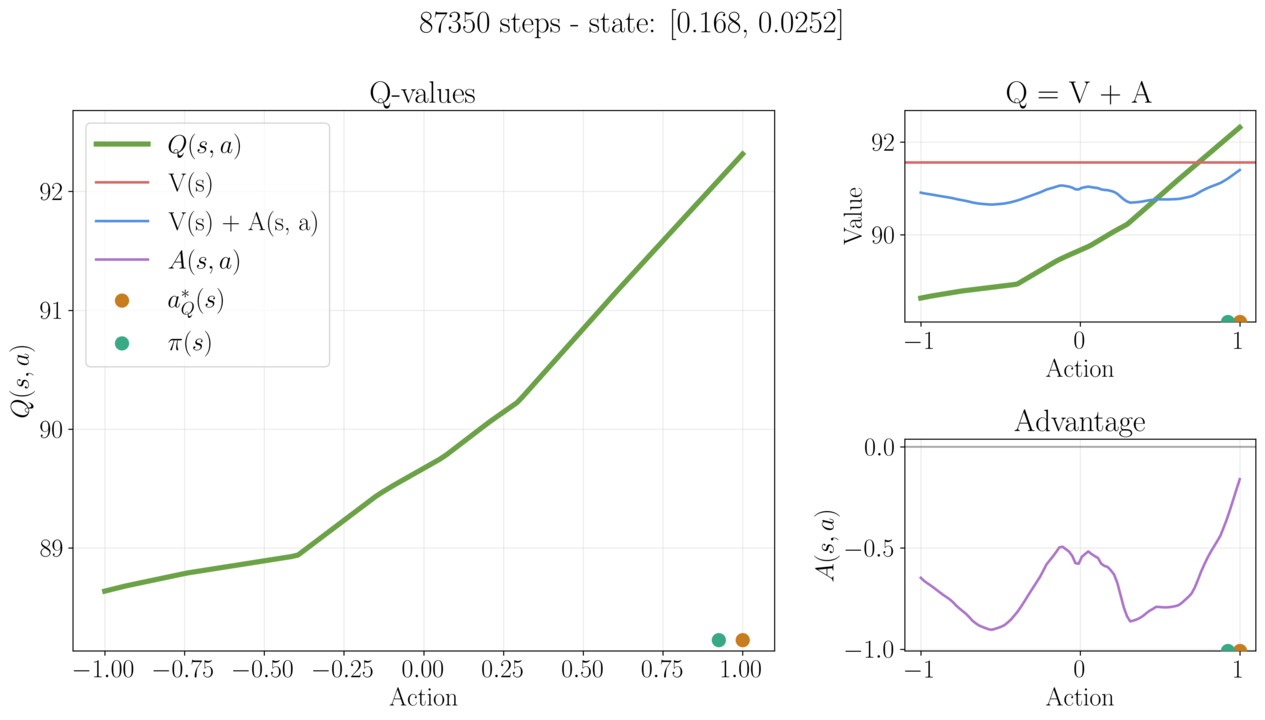 87350 steps - state: [0.168, 0.0252]
Q-values
Q(s, a)
V(s)
V(s) + A(s, a)
A(s, a)
a*_Q(s)
π(s)
92
91
90
89
Q(s, a)
−1.00
−0.75
−0.50
−0.25
0.00
0.25
0.50
0.75
1.00
Action
Q = V + A
92
90
Value
−1
0
1
Action
Advantage
0.0
−0.5
−1.0
A(s, a)
−1
0
1
Action